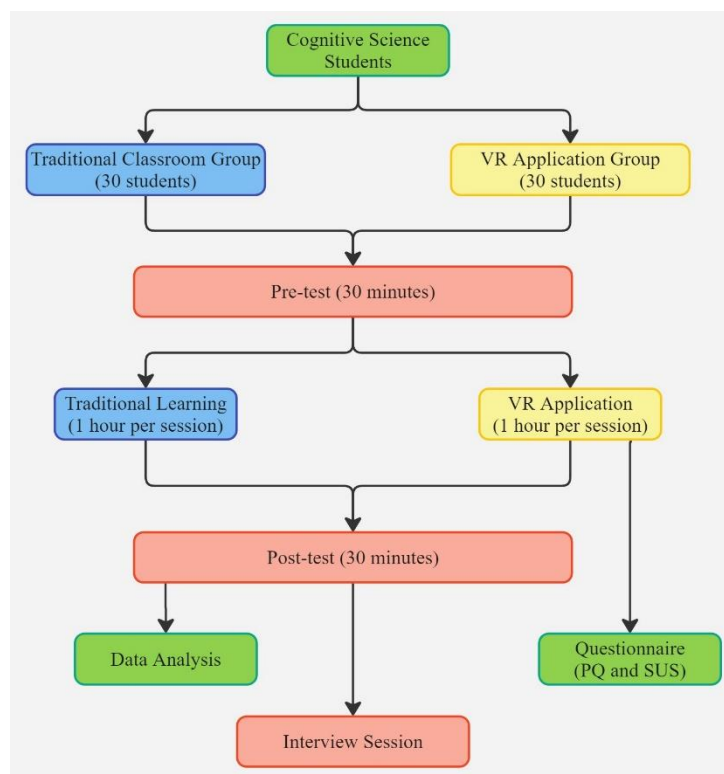 Cognitive Science
Students
Traditional Classroom Group
(30 students)
VR Application Group
(30 students)
Pre-test (30 minutes)
Traditional Learning
(1 hour per session)
VR Application
(1 hour per session)
Post-test (30 minutes)
Data Analysis
Questionnaire
(PQ and SUS)
Interview Session